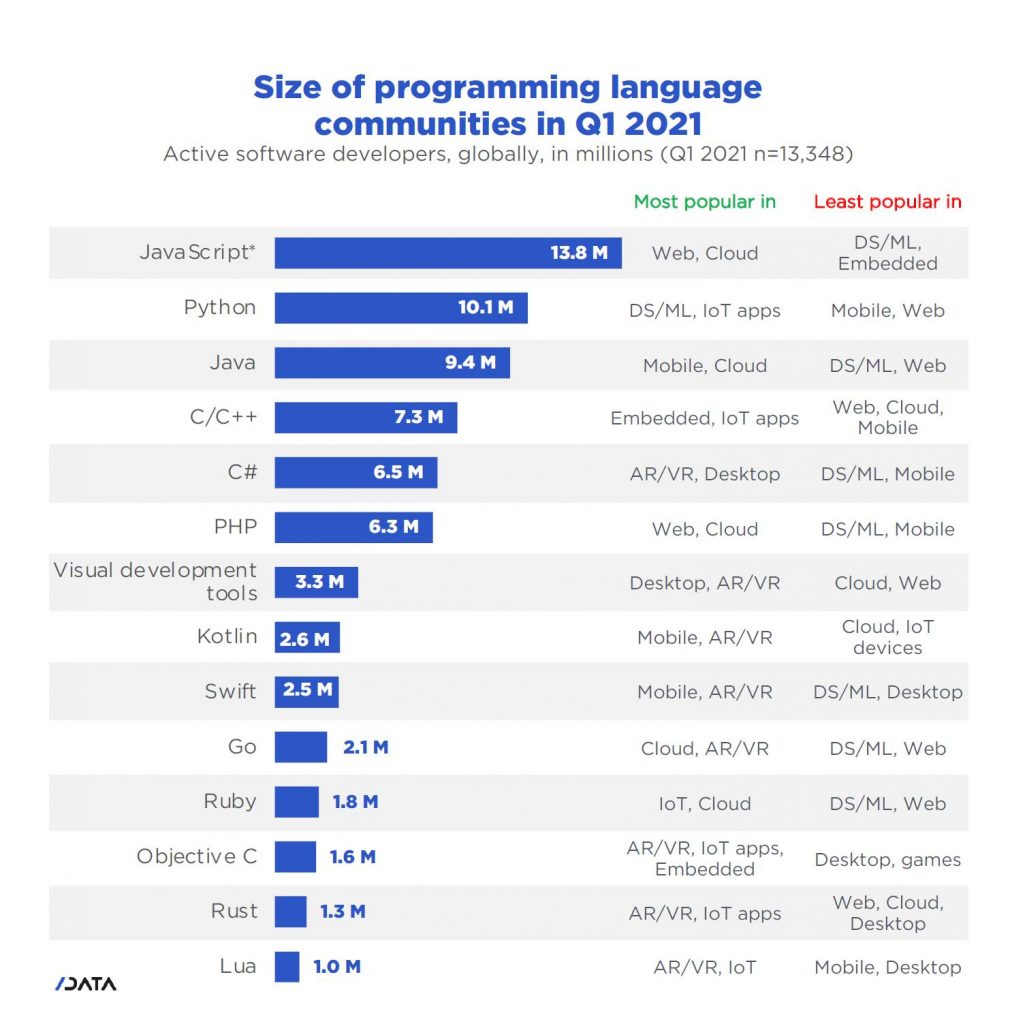 Size of programming language
communities in Q1 2021
Active software developers, globally, in millions (Q1 2021 n=13,348)
Most popular in Least popular in
JavaScript* 13.8 M Web, Cloud DS/ML,
Embedded
Python 10.1 M DS/ML, IoT apps Mobile, Web
Java 9.4 M Mobile, Cloud DS/ML, Web
C/C++ 7.3 M Embedded, IoT apps Web, Cloud,
Mobile
C# 6.5 M AR/VR, Desktop DS/ML, Mobile
PHP 6.3 M Web, Cloud DS/ML, Mobile
Visual development
tools 3.3 M Desktop, AR/VR Cloud, Web
Kotlin 2.6 M Mobile, AR/VR Cloud, IoT
devices
Swift 2.5 M Mobile, AR/VR DS/ML, Desktop
Go 2.1 M Cloud, AR/VR DS/ML, Web
Ruby 1.8 M IoT, Cloud DS/ML, Web
Objective C 1.6 M AR/VR, IoT apps,
Embedded Desktop, games
Rust 1.3 M AR/VR, IoT apps Web, Cloud,
Desktop
Lua 1.0 M AR/VR, IoT Mobile, Desktop
/DATA